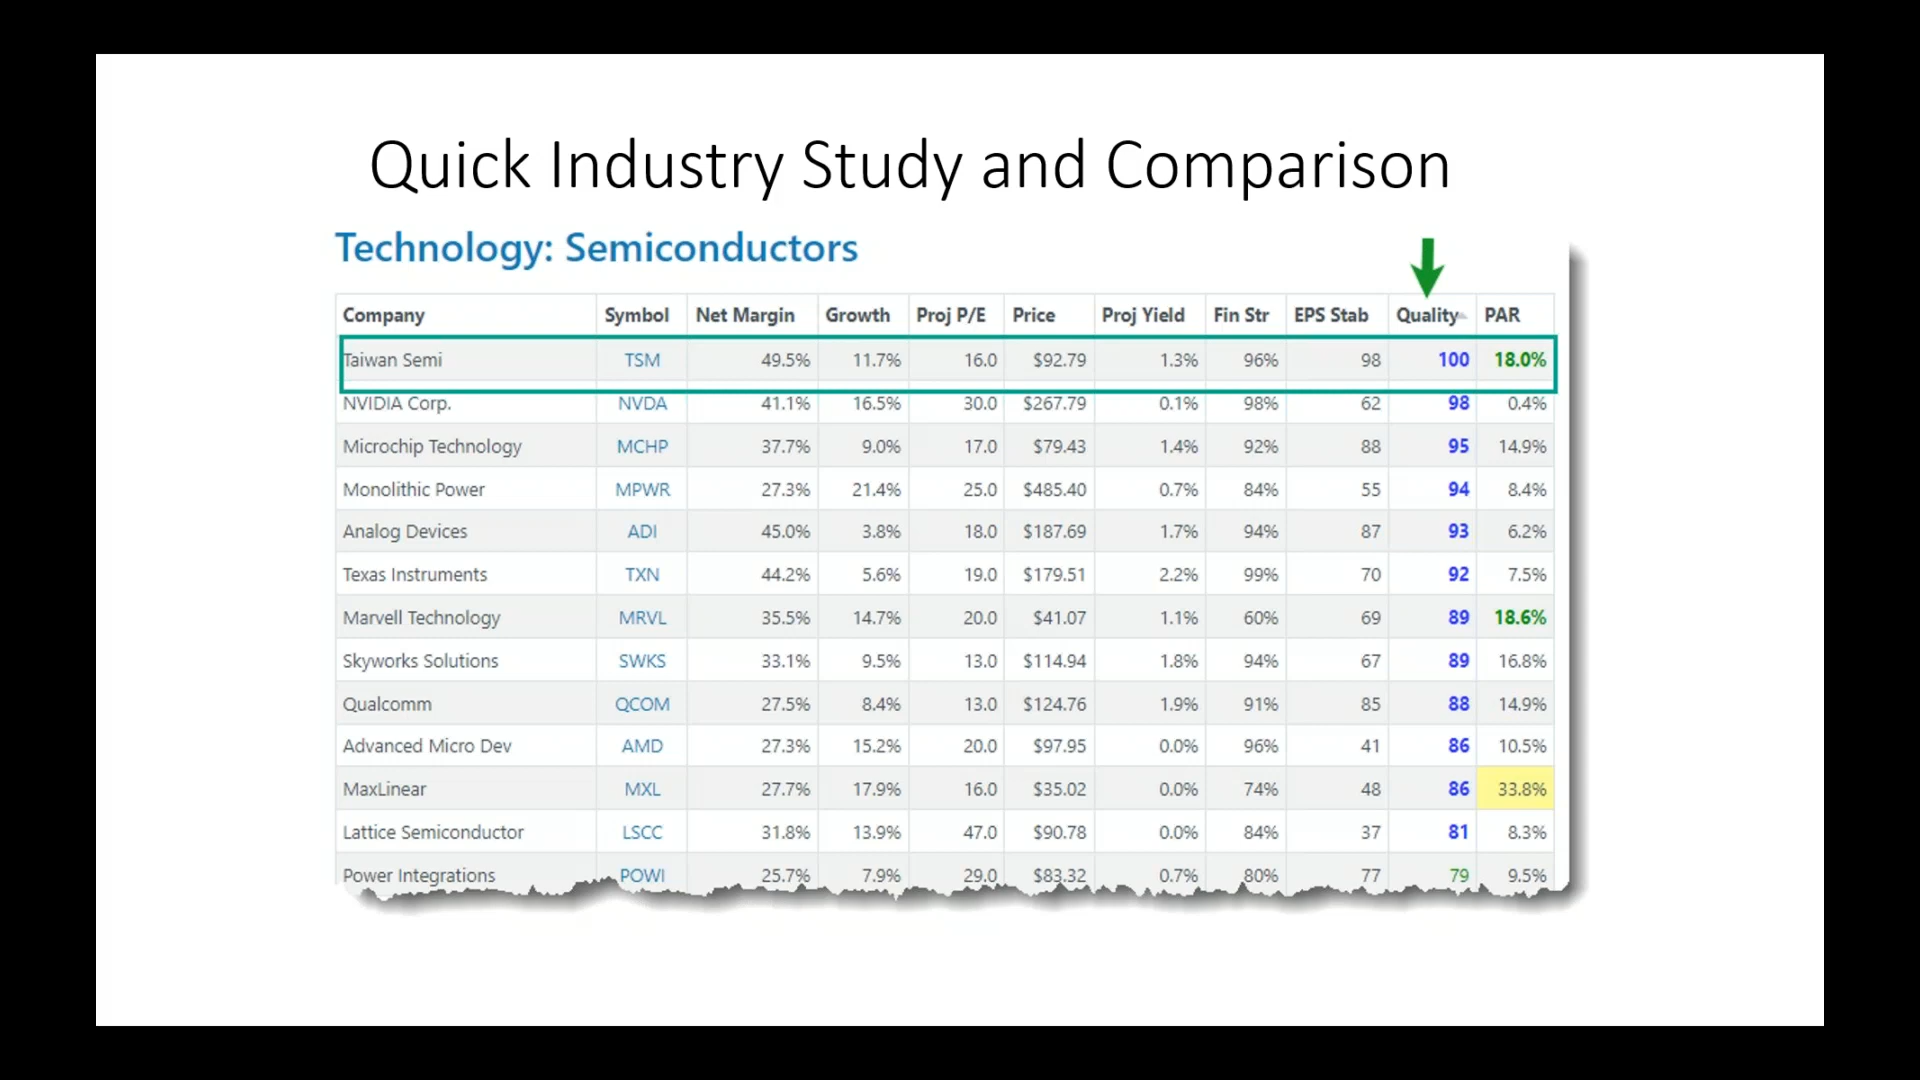 Quick Industry Study and Comparison
Technology: Semiconductors
Company Symbol Net Margin Growth Proj P/E Price Proj Yield Fin Str EPS Stab Quality PAR
Taiwan Semi TSM 49.5% 11.7% 16.0 $92.79 1.3% 96% 98 100 18.0%
NVIDIA Corp. NVDA 41.1% 16.5% 30.0 $267.79 0.1% 98% 62 98 0.4%
Microchip Technology MCHP 37.7% 9.0% 17.0 $79.43 1.4% 92% 88 95 14.9%
Monolithic Power MPWR 27.3% 21.4% 25.0 $485.40 0.7% 84% 55 94 8.4%
Analog Devices ADI 45.0% 3.8% 18.0 $187.69 1.7% 94% 87 93 6.2%
Texas Instruments TXN 44.2% 5.6% 19.0 $179.51 2.2% 99% 70 92 7.5%
Marvell Technology MRVL 35.5% 14.7% 20.0 $41.07 1.1% 60% 69 89 18.6%
Skyworks Solutions SWKS 33.1% 9.5% 13.0 $114.94 1.8% 94% 67 89 16.8%
Qualcomm QCOM 27.5% 8.4% 13.0 $124.76 1.9% 91% 85 88 14.9%
Advanced Micro Dev AMD 27.3% 15.2% 20.0 $97.95 0.0% 96% 41 86 10.5%
MaxLinear MXL 27.7% 17.9% 16.0 $35.02 0.0% 74% 48 86 33.8%
Lattice Semiconductor LSCC 31.8% 13.9% 47.0 $90.78 0.0% 84% 37 81 8.3%
Power Integrations POWI 25.7% 7.9% 29.0 $83.32 0.7% 80% 77 79 9.5%